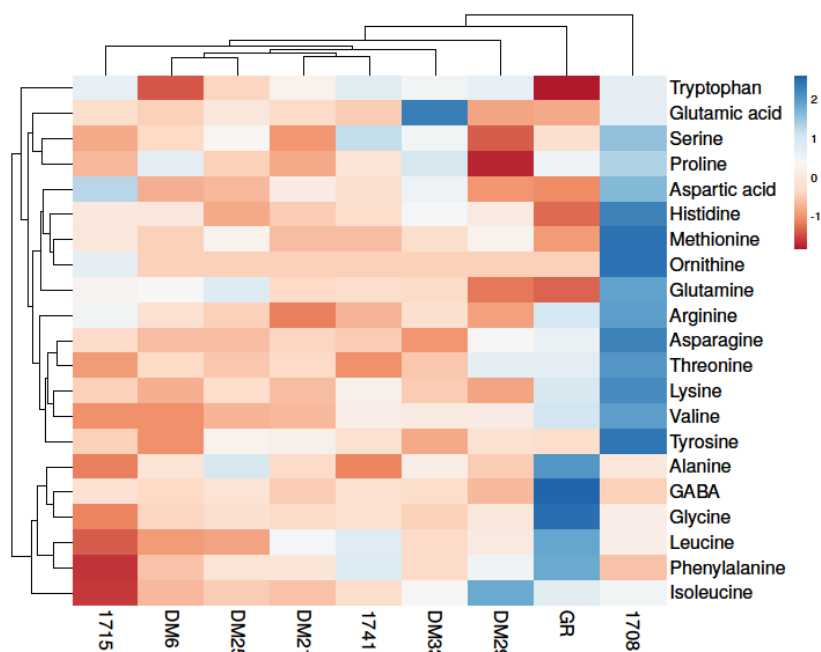 Tryptophan
Glutamic acid
Serine
Proline
Aspartic acid
Histidine
Methionine
Ornithine
Glutamine
Arginine
Asparagine
Threonine
Lysine
Valine
Tyrosine
Alanine
GABA
Glycine
Leucine
Phenylalanine
Isoleucine
2
1
0
-1
1715
DM6
1741
GR
1708